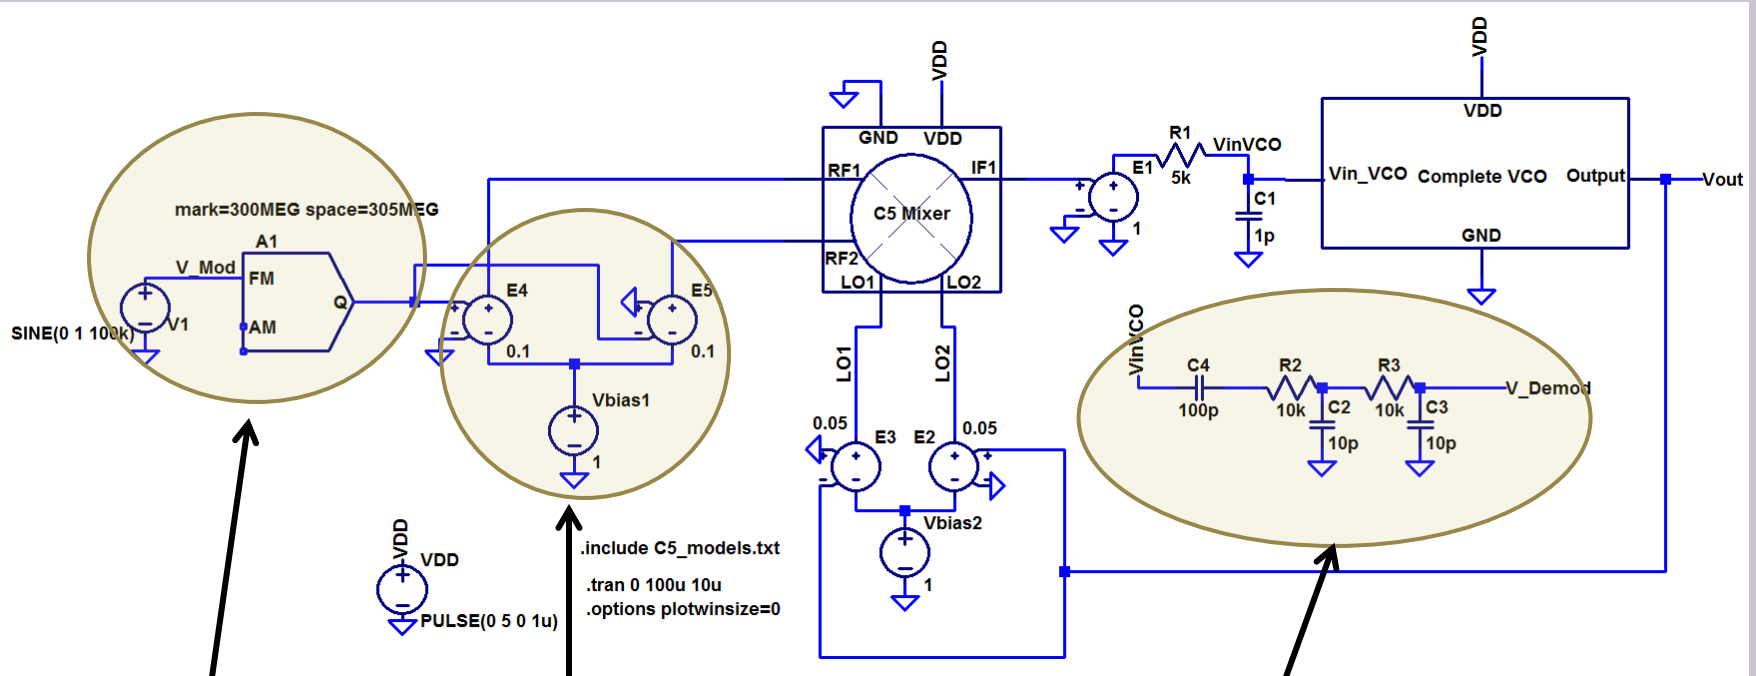 VDD
VDD
GND
VDD
VDD
R1
VinVCO
E1
5k
RF1
IF1
Vin_VCO
Complete VCO
Output
Vout
C1
1p
mark=300MEG space=305MEG
C5 Mixer
A1
GND
RF2
V_Mod
FM
LO1
LO2
E4
E5
Q
V1
AM
SINE(0 1 100k)
0.1
0.1
VinVCO
LO1
LO2
C4
R2
R3
V_Demod
100p
10k
10k
C2
C3
Vbias1
0.05
0.05
E3
E2
10p
10p
1
1
Vbias2
VDD
VDD
.include C5_models.txt
.tran 0 100u 10u
.options plotwinsize=0
1
PULSE(0 5 0 1u)